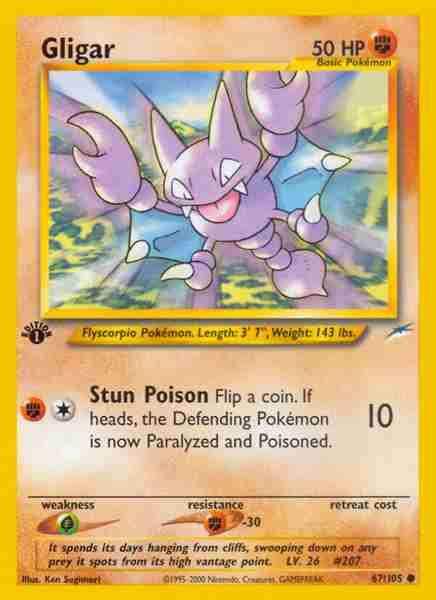 Gligar
50 HP
Basic Pokémon
EDITION
1
Flyscorpio Pokémon. Length: 3' 7", Weight: 143 lbs.
Stun Poison Flip a coin. If
heads, the Defending Pokémon
is now Paralyzed and Poisoned.
10
weakness resistance retreat cost
-30
It spends its days hanging from cliffs, swooping down on any
prey it spots from its high vantage point. LV. 26 #207
Illus. Ken Sugimori ©1995-2000 Nintendo, Creatures, GAMEFREAK. 67/105